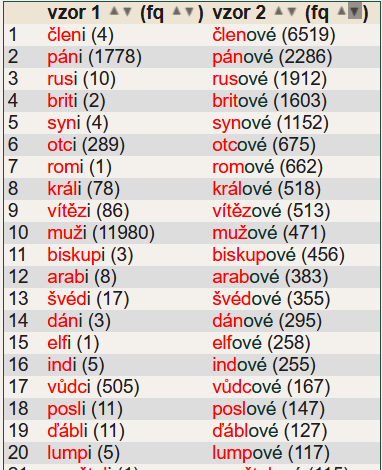 vzor 1 ▲▼ (fq ▲▼) vzor 2 ▲▼ (fq ▲▼)
1 členi (4) členové (6519)
2 páni (1778) pánové (2286)
3 rusi (10) rusové (1912)
4 briti (2) britové (1603)
5 syni (4) synové (1152)
6 otci (289) otcové (675)
7 romi (1) romové (662)
8 králi (78) králové (518)
9 vítězi (86) vítězové (513)
10 muži (11980) mužové (471)
11 biskupi (3) biskupové (456)
12 arabi (8) arabové (383)
13 švédi (17) švédové (355)
14 dáni (3) dánové (295)
15 elfi (1) elfové (258)
16 indi (5) indové (255)
17 vůdci (505) vůdcové (167)
18 posli (11) poslové (147)
19 ďábli (11) ďáblové (127)
20 lumpi (5) lumpové (117)